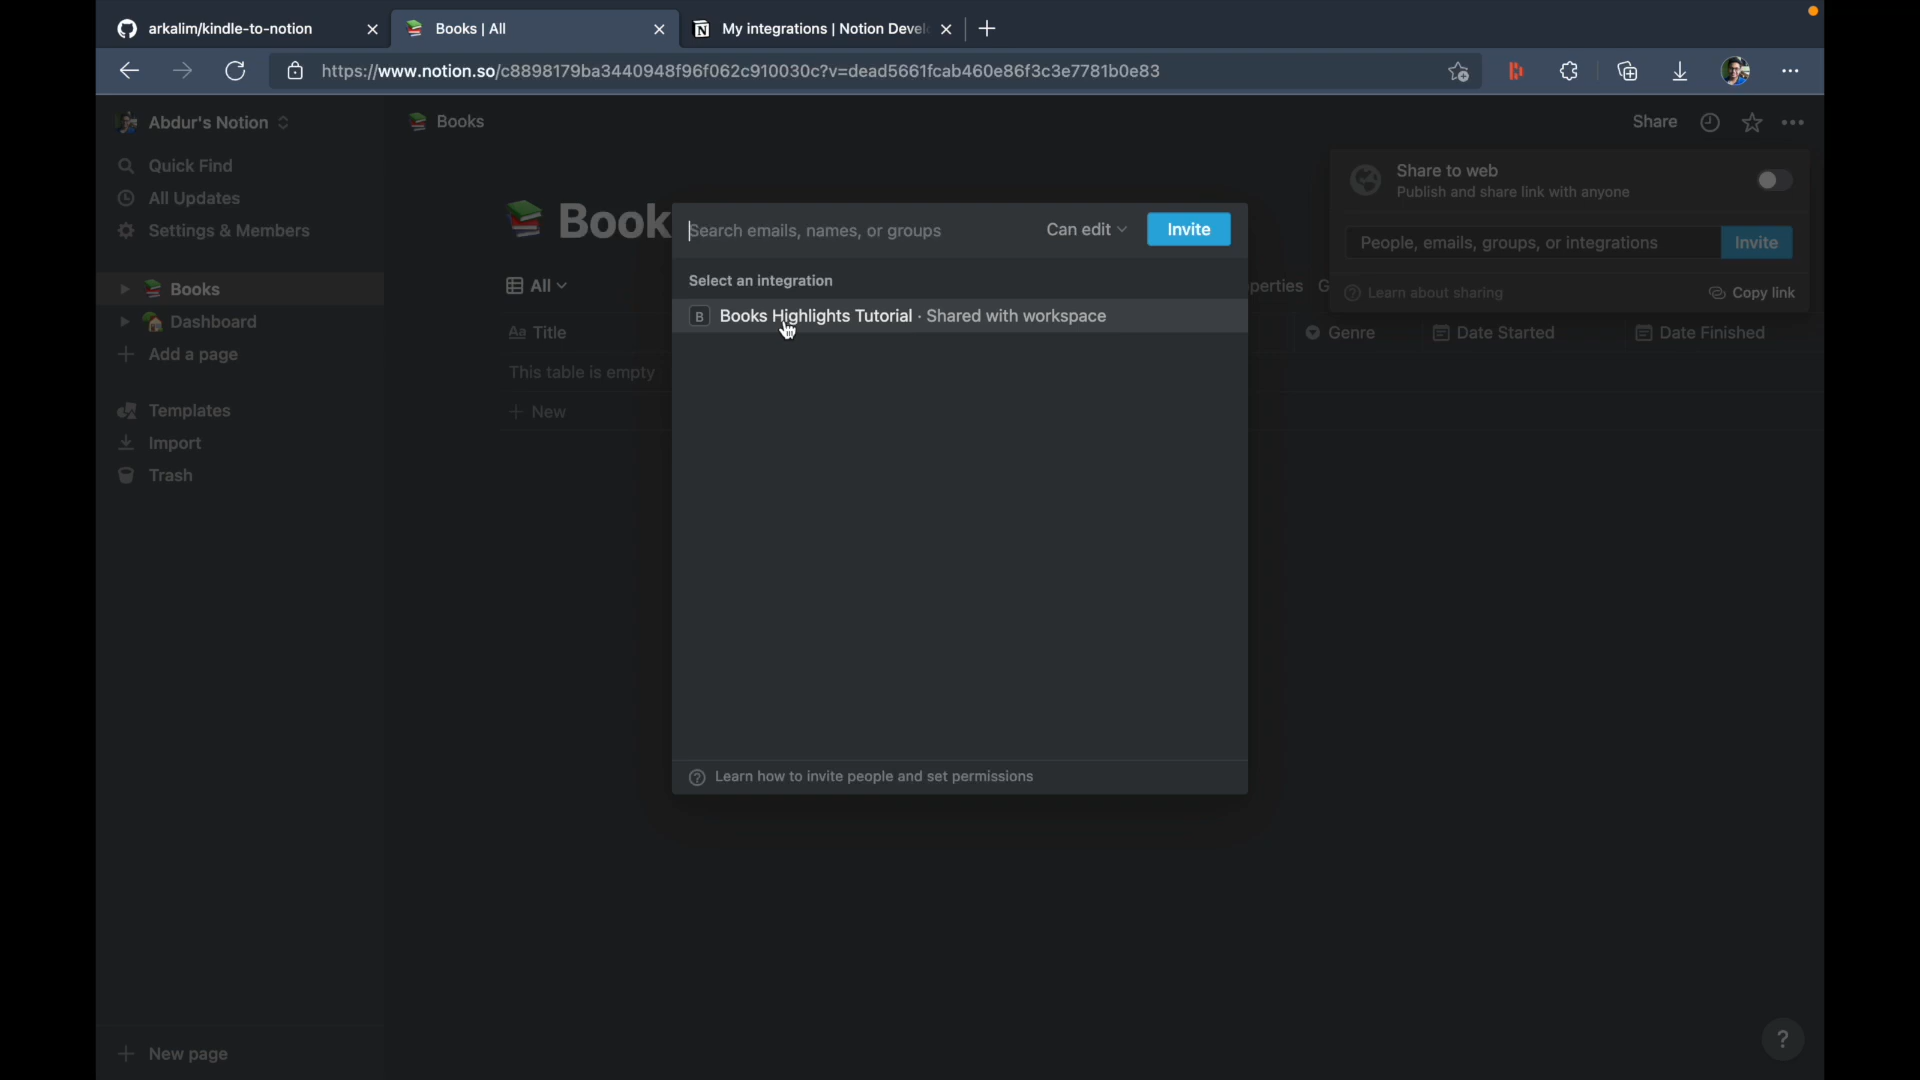 arkalim/kindle-to-notion
Books | All
My integrations | Notion Devel
https://www.notion.so/c8898179ba3440948f96f062c910030c?v=dead5661fcab460e86f3c3e7781b0e83
Abdur's Notion
Books
Share
Quick Find
All Updates
Settings & Members
Books
Dashboard
Add a page
Templates
Import
Trash
New page
Book
All
perties G
Aa Title
Genre
Date Started
Date Finished
This table is empty
New
Share to web
Publish and share link with anyone
People, emails, groups, or integrations
Invite
Learn about sharing
Copy link
Search emails, names, or groups
Can edit
Invite
Select an integration
B Books Highlights Tutorial · Shared with workspace
Learn how to invite people and set permissions
?